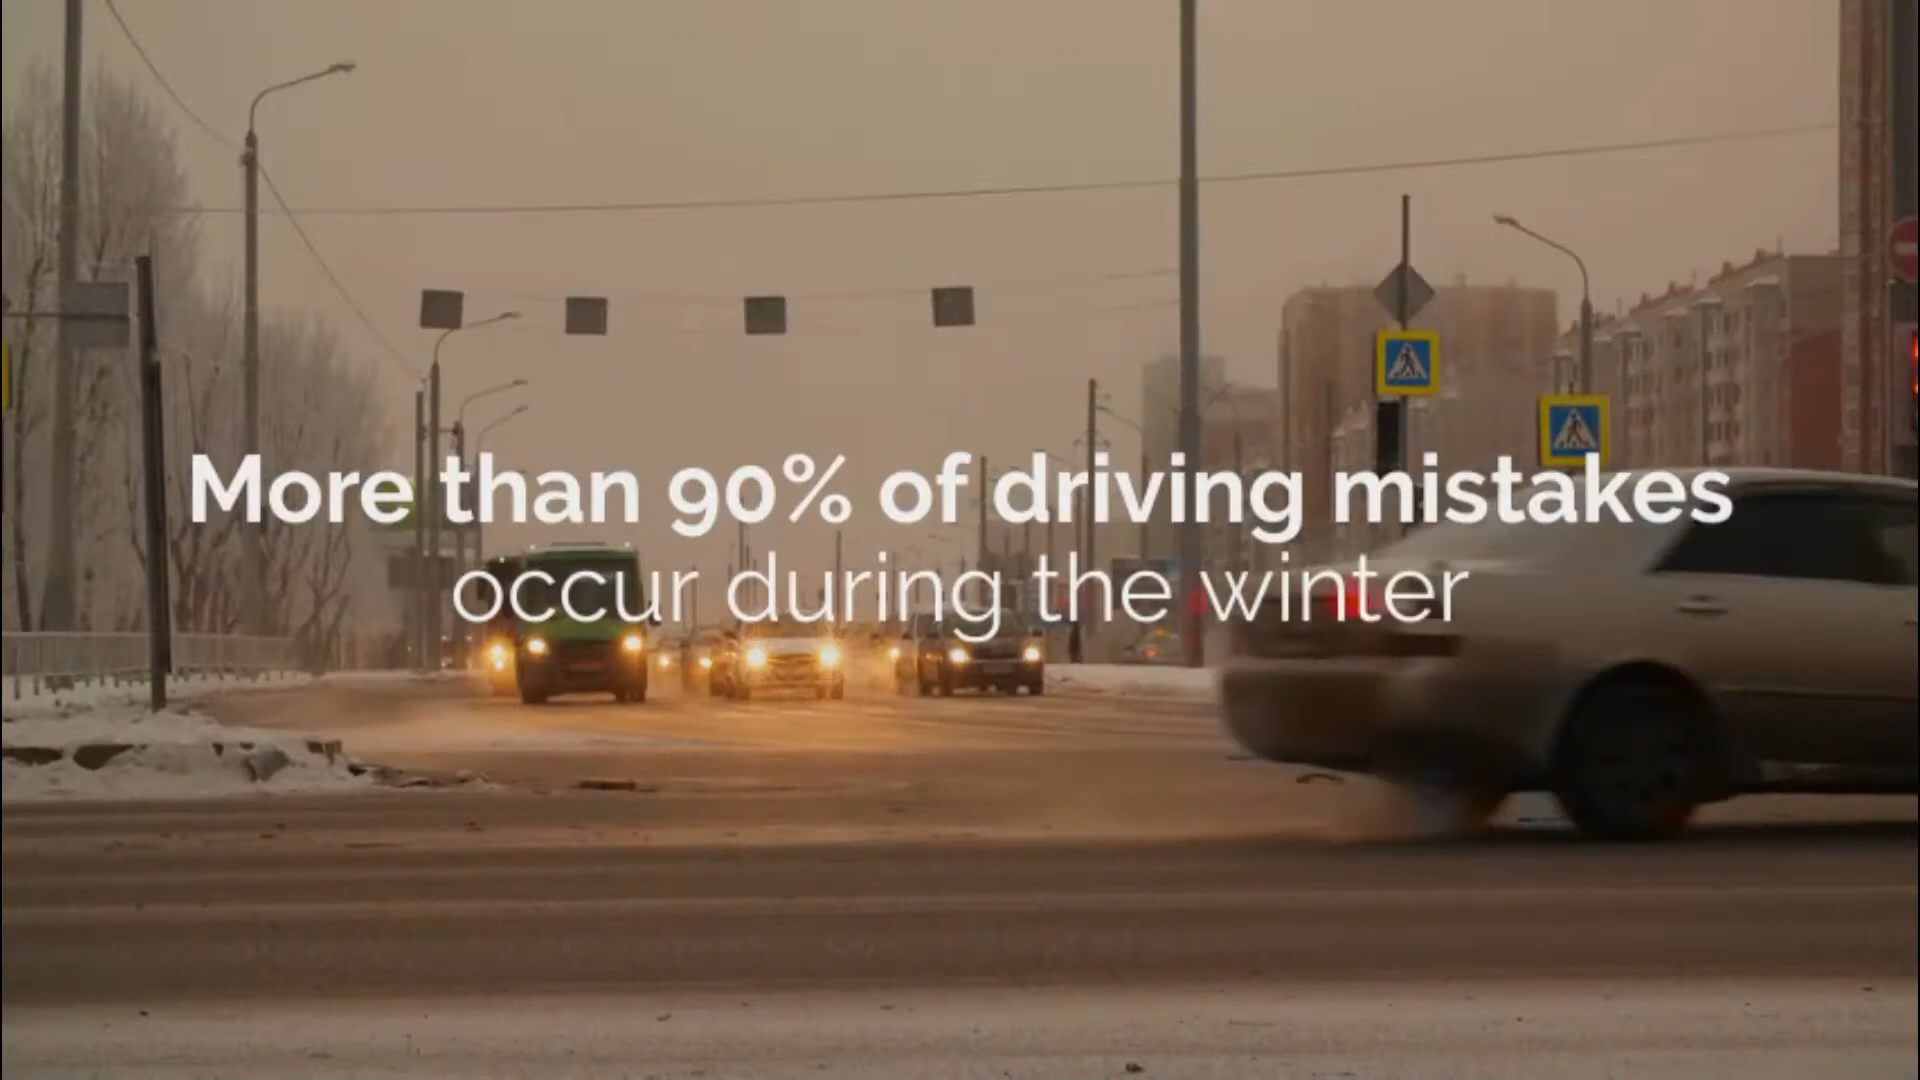 More than 90% of driving mistakes
occur during the winter